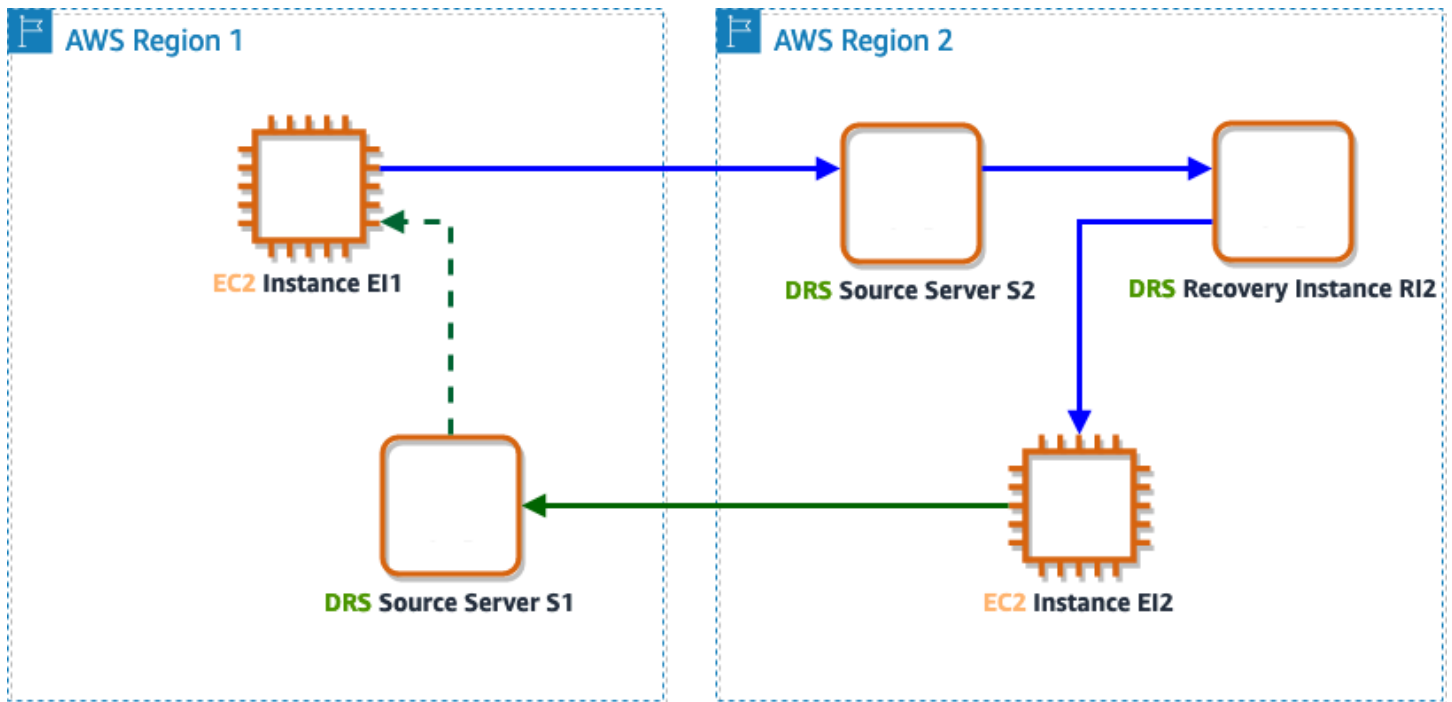 AWS Region 1
AWS Region 2
EC2 Instance EI1
DRS Source Server S2
DRS Recovery Instance RI2
DRS Source Server S1
EC2 Instance EI2